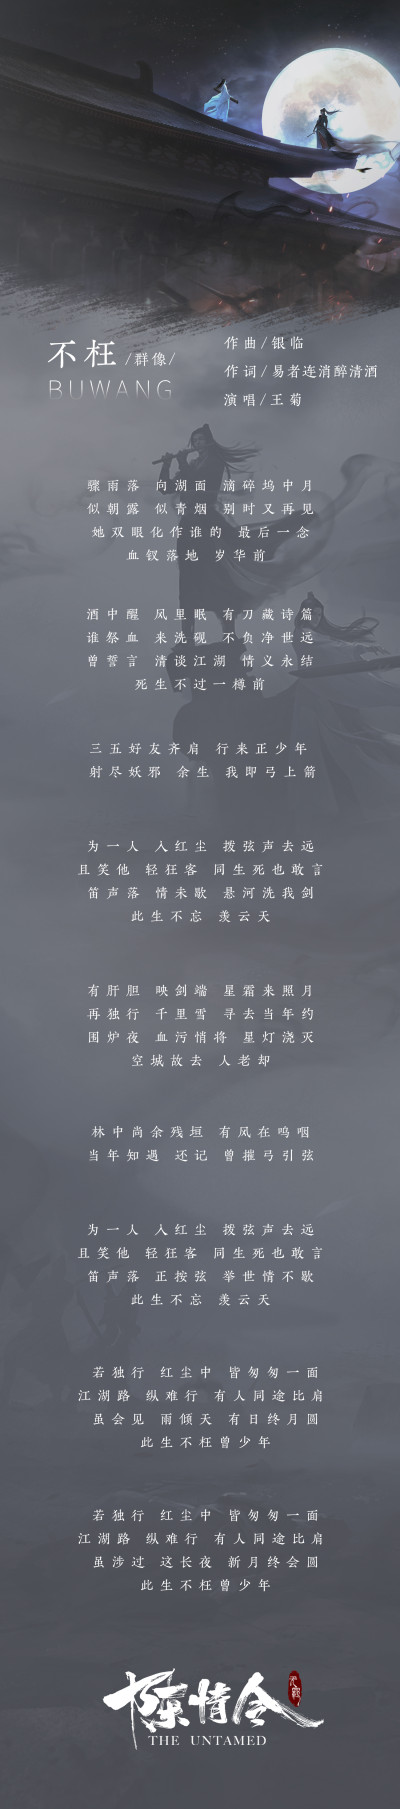 不枉/群像/
BUWANG
作曲/银临
作词/易者连消醉清酒
演唱/王菊
骤雨落 向湖面 滴碎坞中月
似朝露 似青烟 别时又再见
她双眼化作谁的 最后一念
血钗落地 岁华前
酒中醒 风里眠 有刀藏诗篇
谁祭血 来洗砚 不负净世远
曾誓言 清谈江湖 情义永结
死生不过一樽前
三五好友齐肩 行来正少年
射尽妖邪 余生 我即弓上箭
为一人 入红尘 拨弦声去远
且笑他 轻狂客 同生死也敢言
笛声落 情未歇 悬河洗我剑
此生不忘 羡云天
有肝胆 映剑端 星霜来照月
再独行 千里雪 寻去当年约
围炉夜 血污悄将 星灯浇灭
空城故去 人老却
林中尚余残垣 有风在呜咽
当年知遇 还记 曾摧弓引弦
为一人 入红尘 拨弦声去远
且笑他 轻狂客 同生死也敢言
笛声落 正按弦 举世情不歇
此生不忘 羡云天
若独行 红尘中 皆匆匆一面
江湖路 纵难行 有人同途比肩
虽会见 雨倾天 有日终月圆
此生不枉曾少年
若独行 红尘中 皆匆匆一面
江湖路 纵难行 有人同途比肩
虽涉过 这长夜 新月终会圆
此生不枉曾少年
陈情令
THE UNTAMED